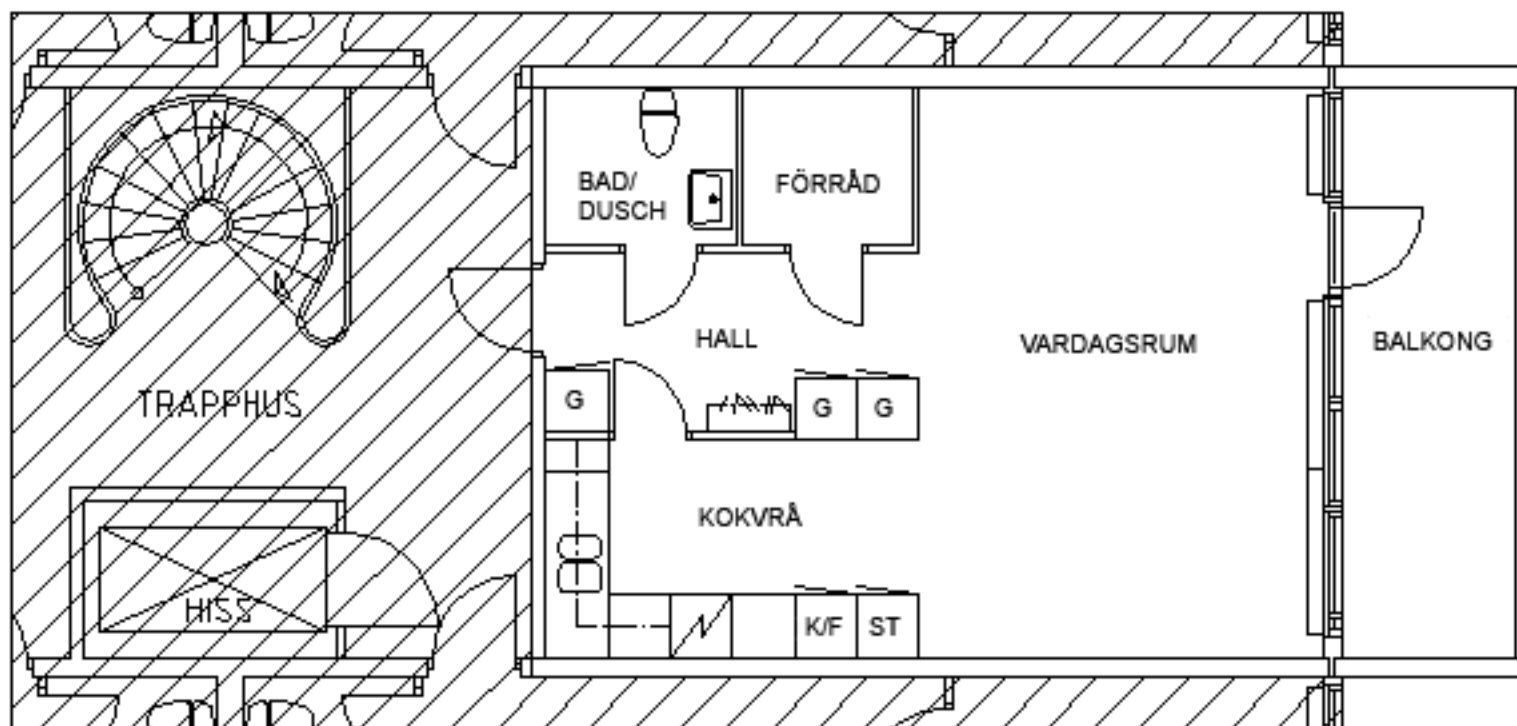 BAD/
DUSCH
FÖRRÅD
HALL
VARDAGSRUM
BALKONG
TRAPPHUS
G
G
G
KOKVRÅ
HISS
K/F
ST